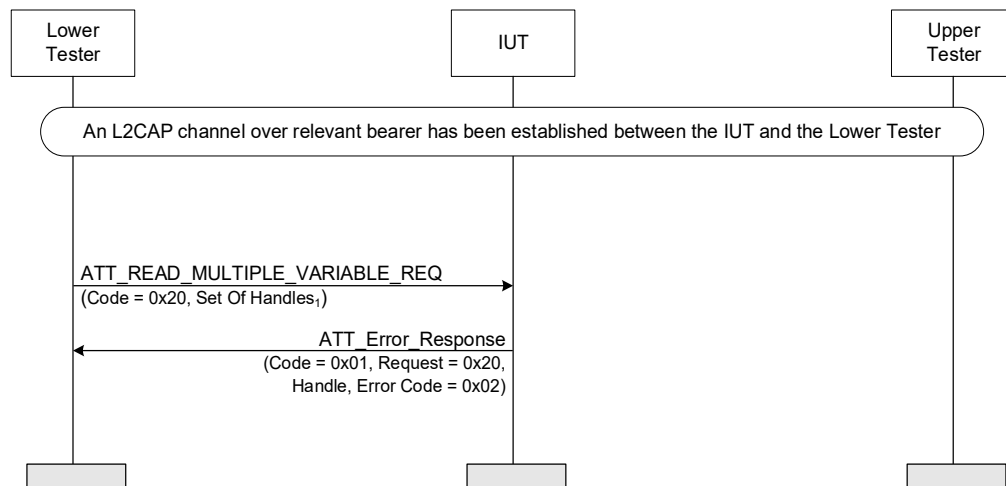 Lower
Tester
IUT
Upper
Tester
An L2CAP channel over relevant bearer has been established between the IUT and the Lower Tester
ATT_READ_MULTIPLE_VARIABLE_REQ
(Code = 0x20, Set Of Handles₁)
ATT_Error_Response
(Code = 0x01, Request = 0x20,
Handle, Error Code = 0x02)